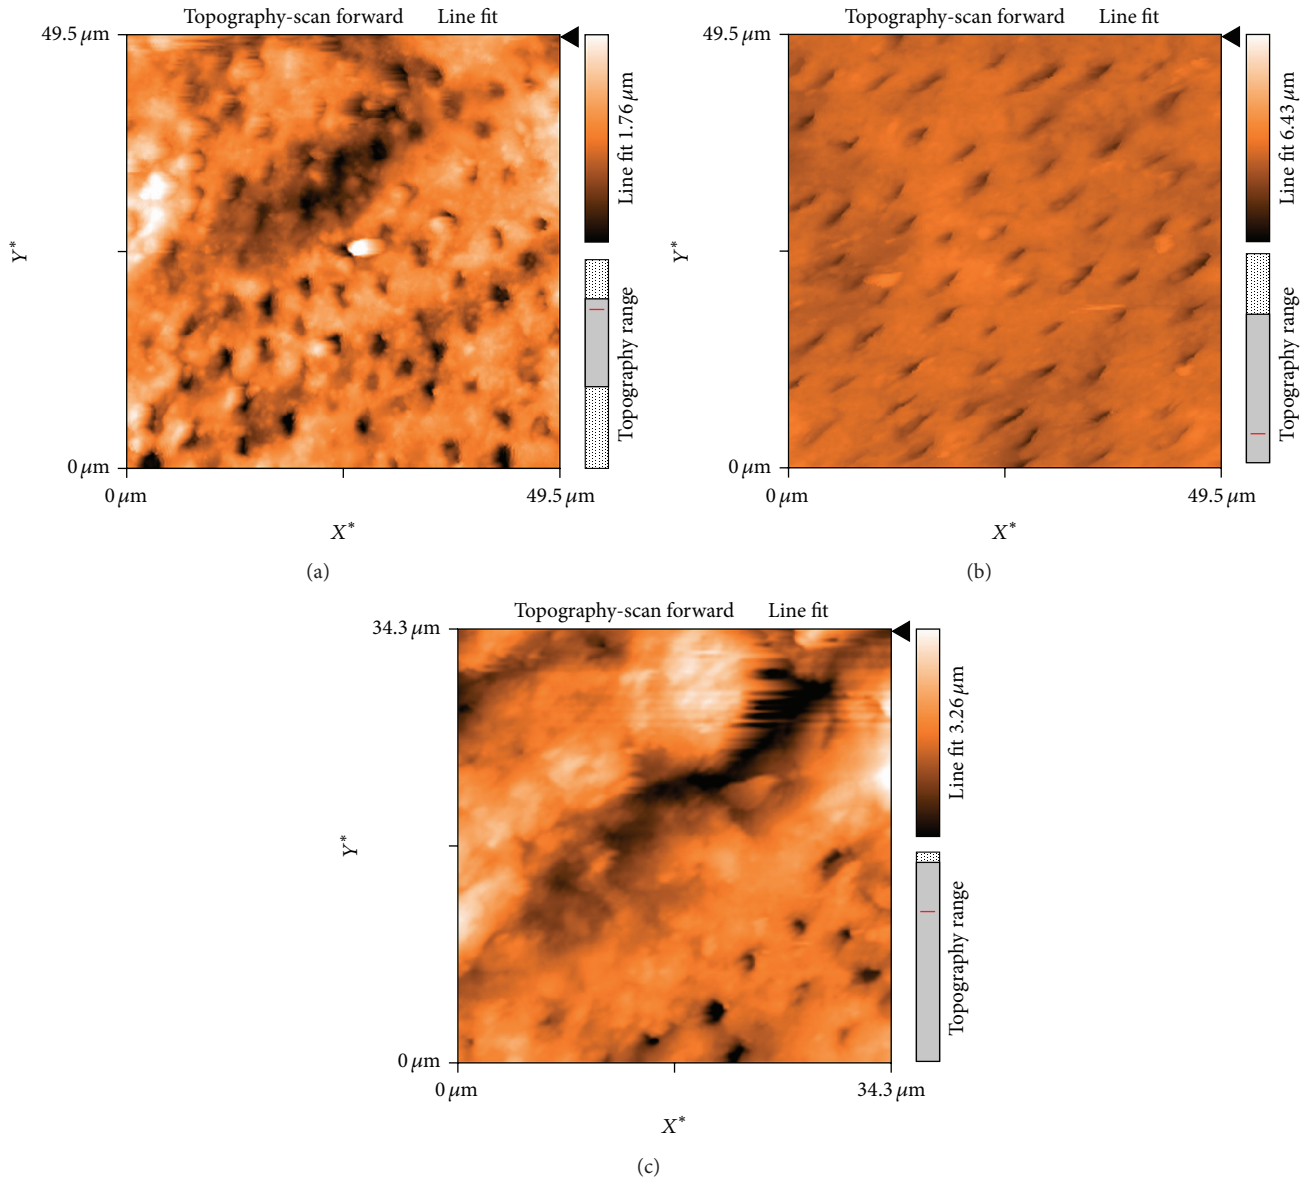 Topography-scan forward Line fit
49.5 μm
Line fit 1.76 μm
Topography range
Y*
0 μm
0 μm 49.5 μm
X*
(a)
Topography-scan forward Line fit
49.5 μm
Line fit 6.43 μm
Topography range
Y*
0 μm
0 μm 49.5 μm
X*
(b)
Topography-scan forward Line fit
34.3 μm
Line fit 3.26 μm
Topography range
Y*
0 μm
0 μm 34.3 μm
X*
(c)